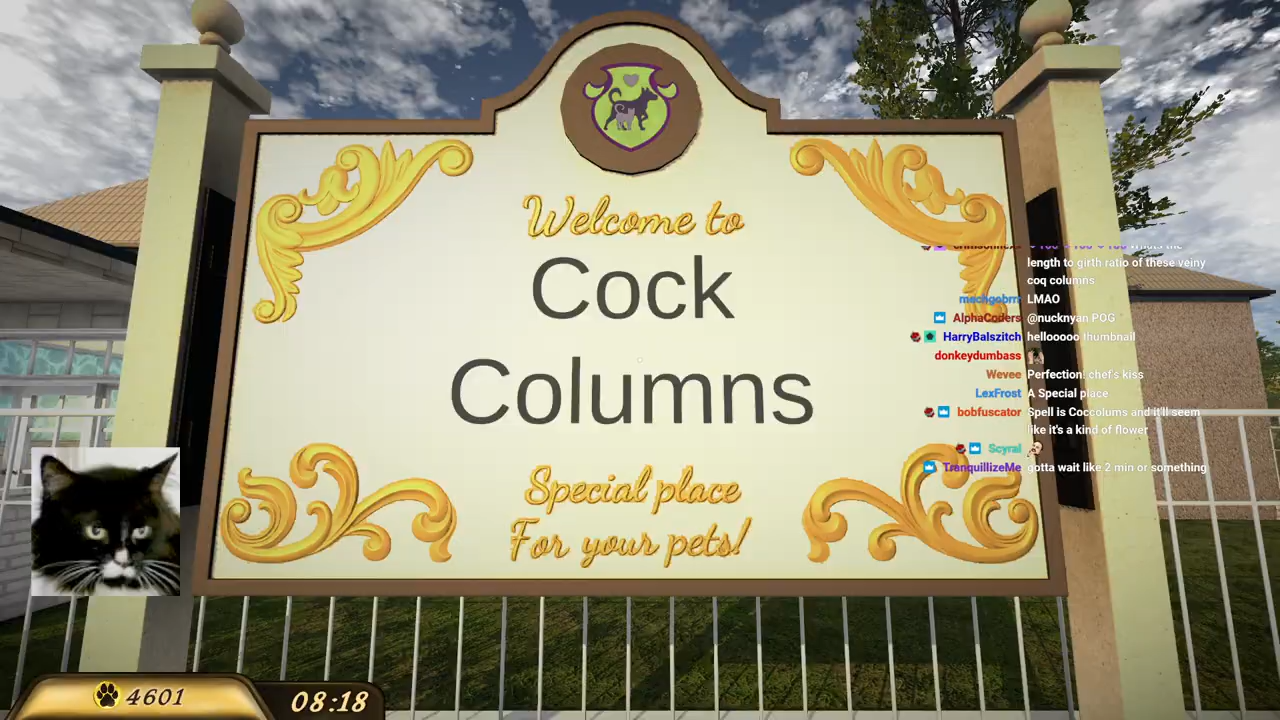 Welcome to
Cock
Columns
Special place
For your pets!
length to girth ratio of these veiny
coq columns
LMAO
AlphaCoders @nucknyan POG
HarryBalszitch hellooooo thumbnail
donkeydumbass
Wevee Perfection! chef's kiss
LexFrost A Special place
bobfuscator Spell is Coccolums and it'll seem
like it's a kind of flower
Scyral
TranquillizeMe gotta wait like 2 min or something
4601
08:18